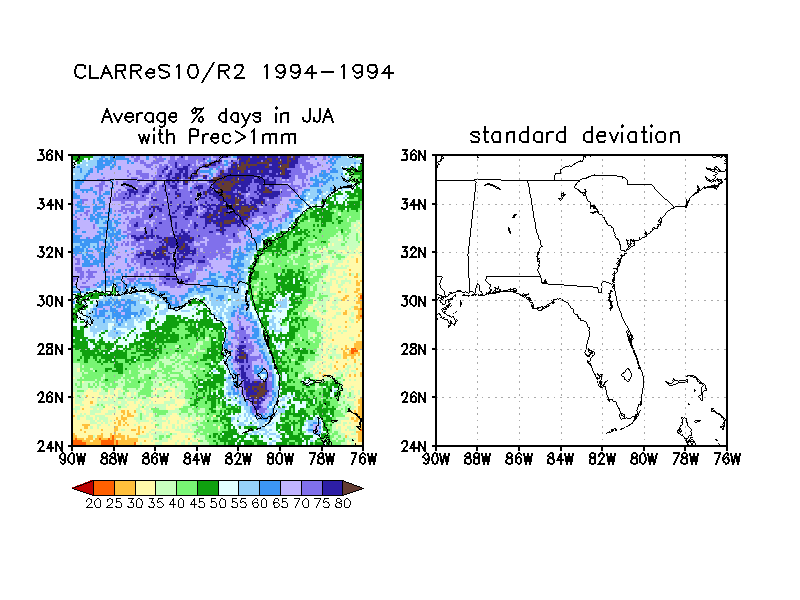 CLARReS10/R2 1994-1994
Average % days in JJA
with Prec>1mm
standard deviation
36N
34N
32N
30N
28N
26N
24N
90W 88W 86W 84W 82W 80W 78W 76W
36N
34N
32N
30N
28N
26N
24N
90W 88W 86W 84W 82W 80W 78W 76W
20 25 30 35 40 45 50 55 60 65 70 75 80